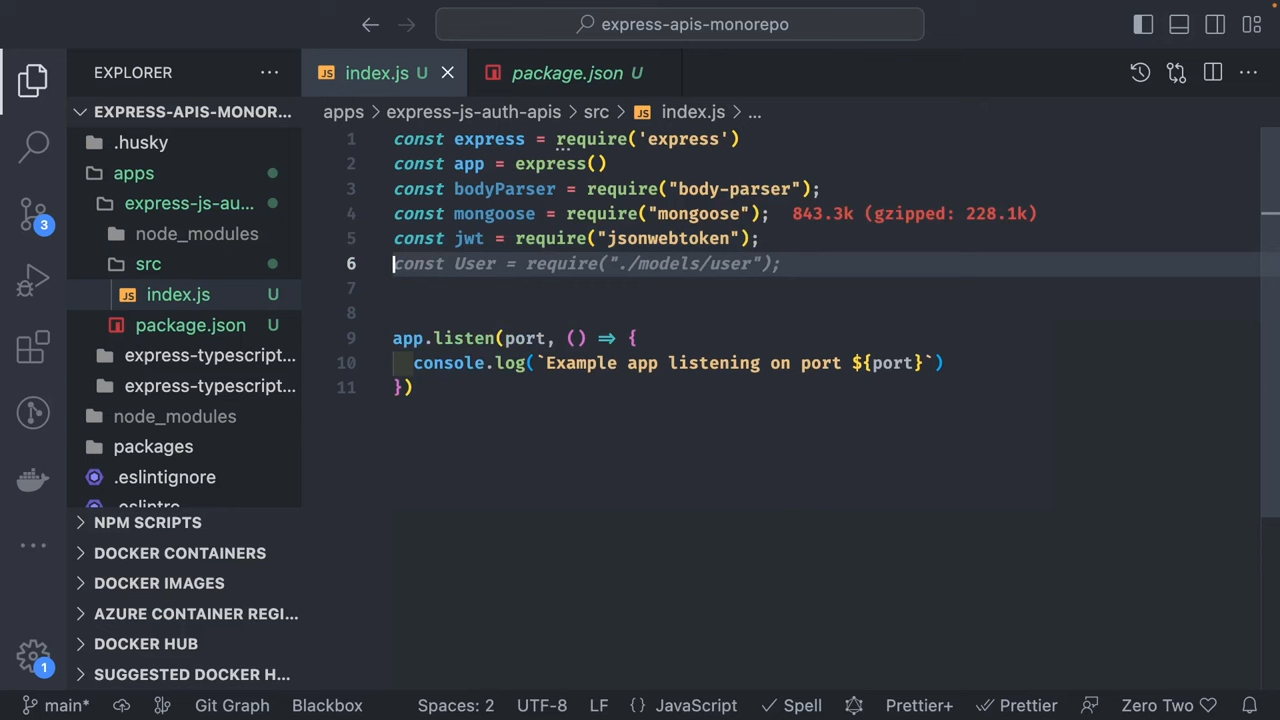 express-apis-monorepo
EXPLORER
index.js U
package.json U
EXPRESS-APIS-MONOR...
apps > express-js-auth-apis > src > JS index.js > ...
.husky
apps
express-js-au...
node_modules
src
JS index.js U
package.json U
express-typescript...
express-typescript...
node_modules
packages
.eslintignore
.eslintrc
1 const express = require('express')
2 const app = express()
3 const bodyParser = require("body-parser");
4 const mongoose = require("mongoose"); 843.3k (gzipped: 228.1k)
5 const jwt = require("jsonwebtoken");
6 const User = require("./models/user");
7
8
9 app.listen(port, () => {
10 console.log(`Example app listening on port ${port}`)
11 })
3
NPM SCRIPTS
DOCKER CONTAINERS
DOCKER IMAGES
AZURE CONTAINER REGI...
DOCKER HUB
SUGGESTED DOCKER H...
1
main* Git Graph Blackbox Spaces: 2 UTF-8 LF {} JavaScript Spell Prettier+ Prettier Zero Two